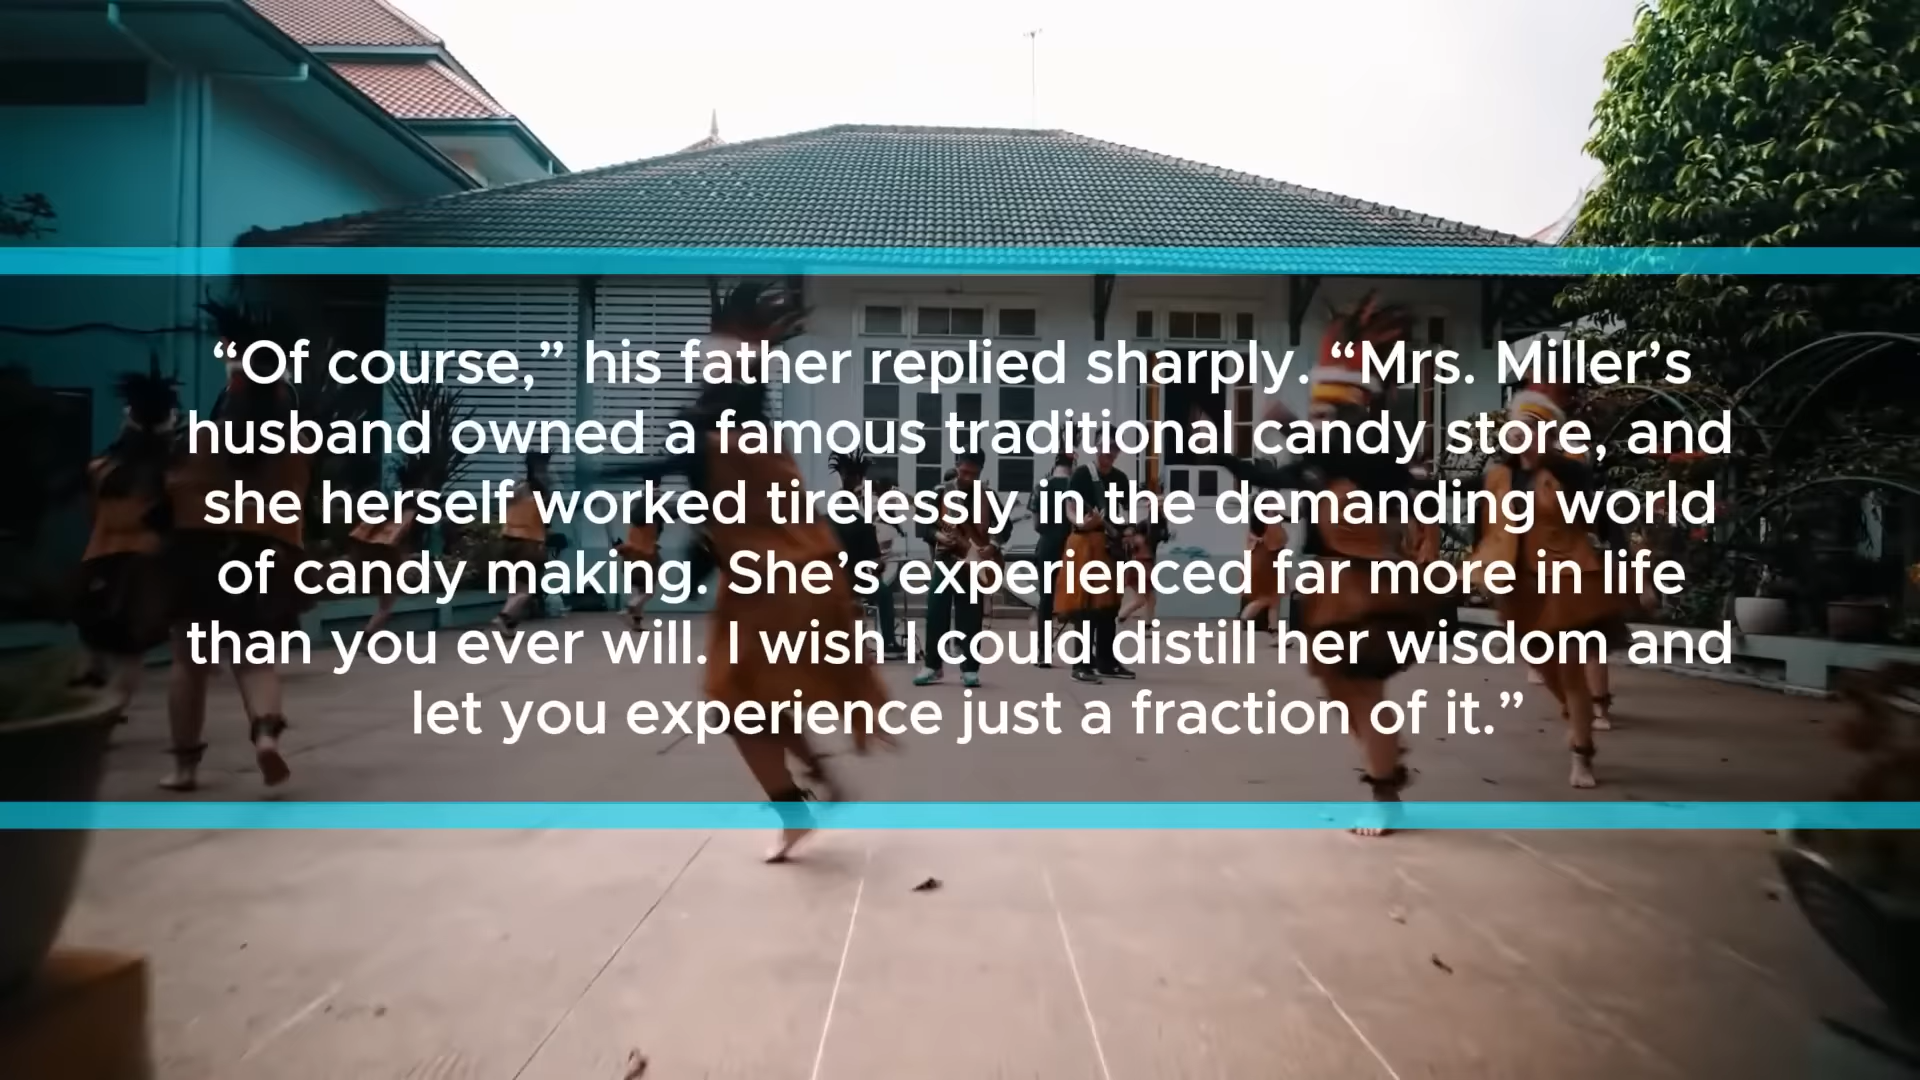 “Of course,” his father replied sharply. “Mrs. Miller’s
husband owned a famous traditional candy store, and
she herself worked tirelessly in the demanding world
of candy making. She’s experienced far more in life
than you ever will. I wish I could distill her wisdom and
let you experience just a fraction of it.”